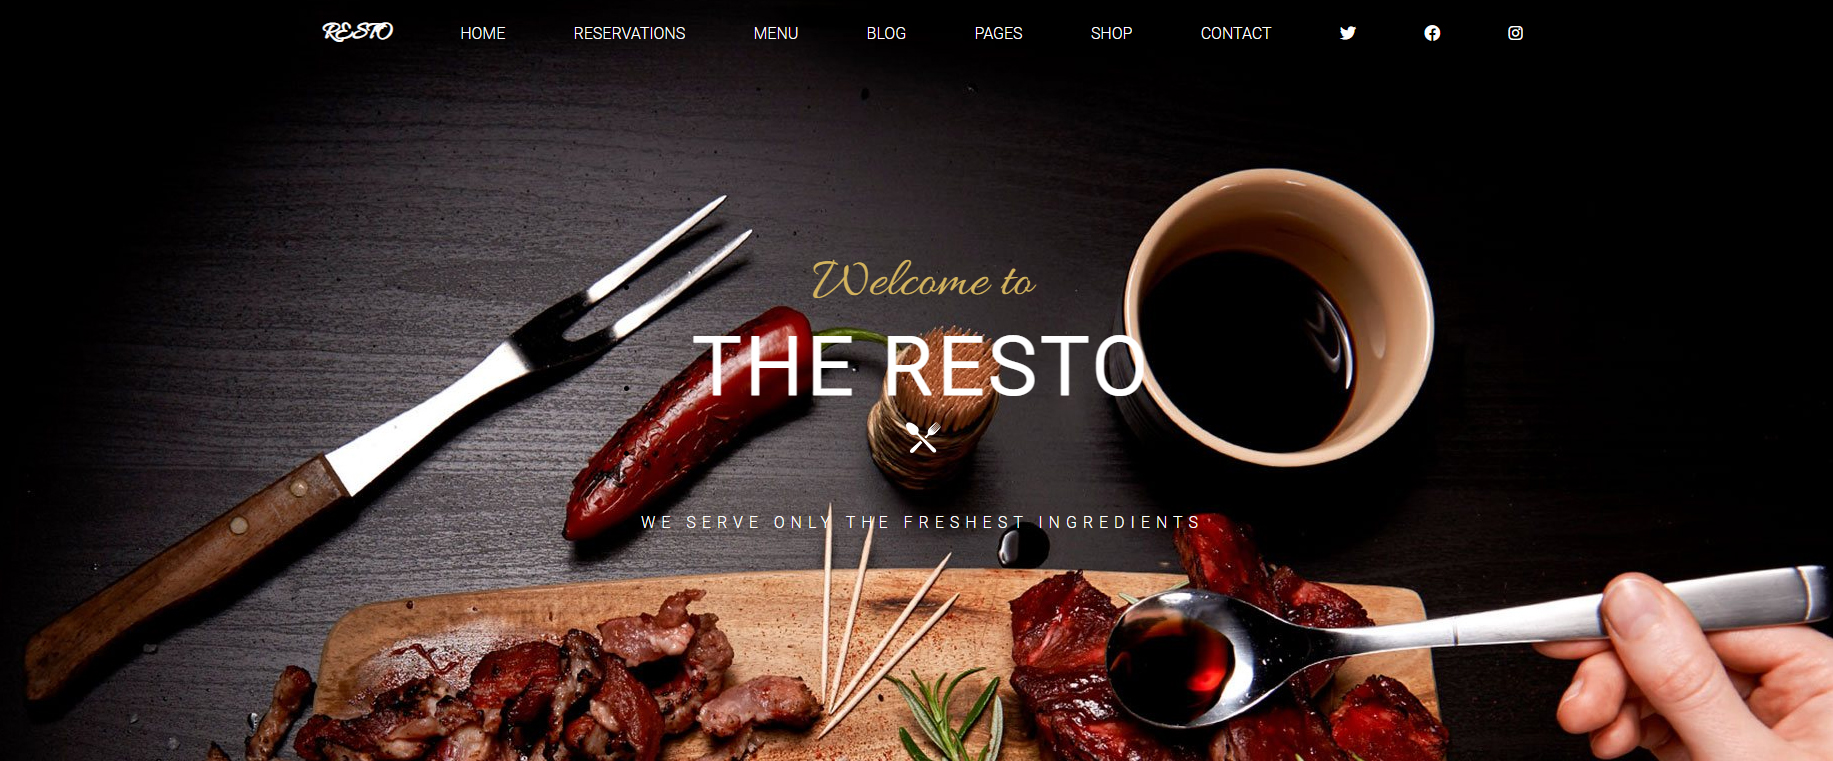 RESTO HOME RESERVATIONS MENU BLOG PAGES SHOP CONTACT
Welcome to
THE RESTO
WE SERVE ONLY THE FRESHEST INGREDIENTS